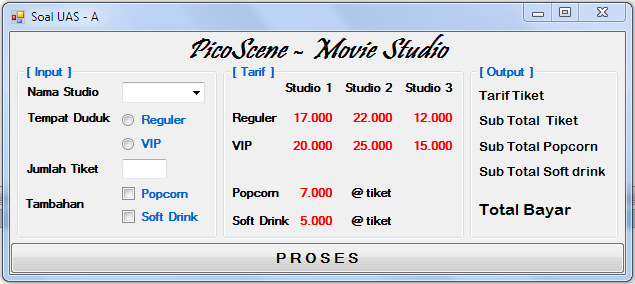 Soal UAS - A
PicoScene ~ Movie Studio
[ Input ]
Nama Studio
Tempat Duduk
Reguler
VIP
Jumlah Tiket
Tambahan
Popcorn
Soft Drink
[ Tarif ]
Studio 1 Studio 2 Studio 3
Reguler 17.000 22.000 12.000
VIP 20.000 25.000 15.000
Popcorn 7.000 @ tiket
Soft Drink 5.000 @ tiket
[ Output ]
Tarif Tiket
Sub Total Tiket
Sub Total Popcorn
Sub Total Soft drink
Total Bayar
P R O S E S